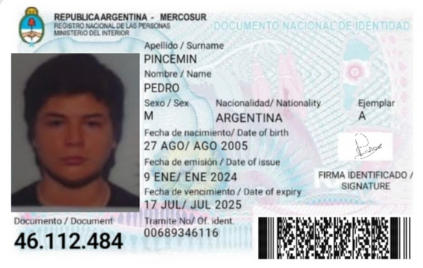 REPUBLICA ARGENTINA - MERCOSUR
REGISTRO NACIONAL DE LAS PERSONAS
MINISTERIO DEL INTERIOR
DOCUMENTO NACIONAL DE IDENTIDAD
Apellido / Surname
PINCEMIN
Nombre / Name
PEDRO
Sexo / Sex Nacionalidad/ Nationality Ejemplar
M ARGENTINA A
Fecha de nacimiento/ Date of birth
27 AGO/ AGO 2005
Fecha de emisión / Date of issue
9 ENE/ ENE 2024
Fecha de vencimiento / Date of expiry
17 JUL/ JUL 2025
FIRMA IDENTIFICADO /
SIGNATURE
Documento / Document
46.112.484
Tramite No/ Of. ident.
00689346116